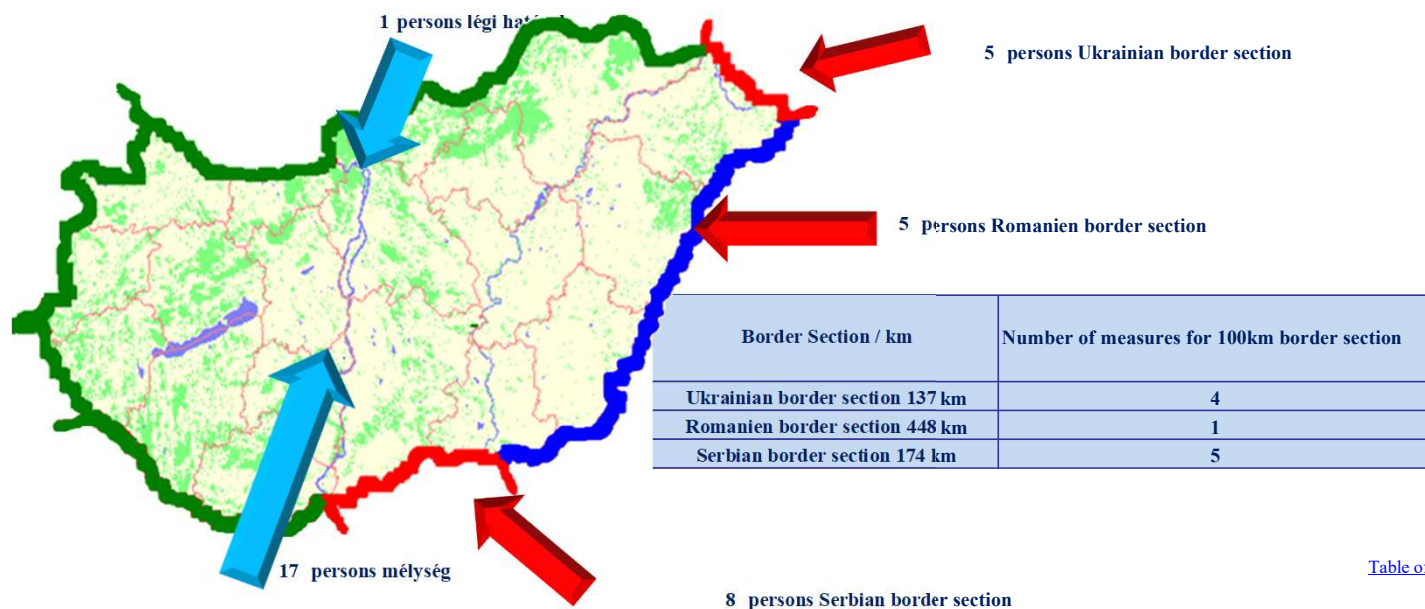 1 persons légi
5 persons Ukrainian border section
5 persons Romanien border section
Border Section / km
Number of measures for 100km border section
Ukrainian border section 137 km
4
Romanien border section 448 km
1
Serbian border section 174 km
5
17 persons mélység
8 persons Serbian border section
Table